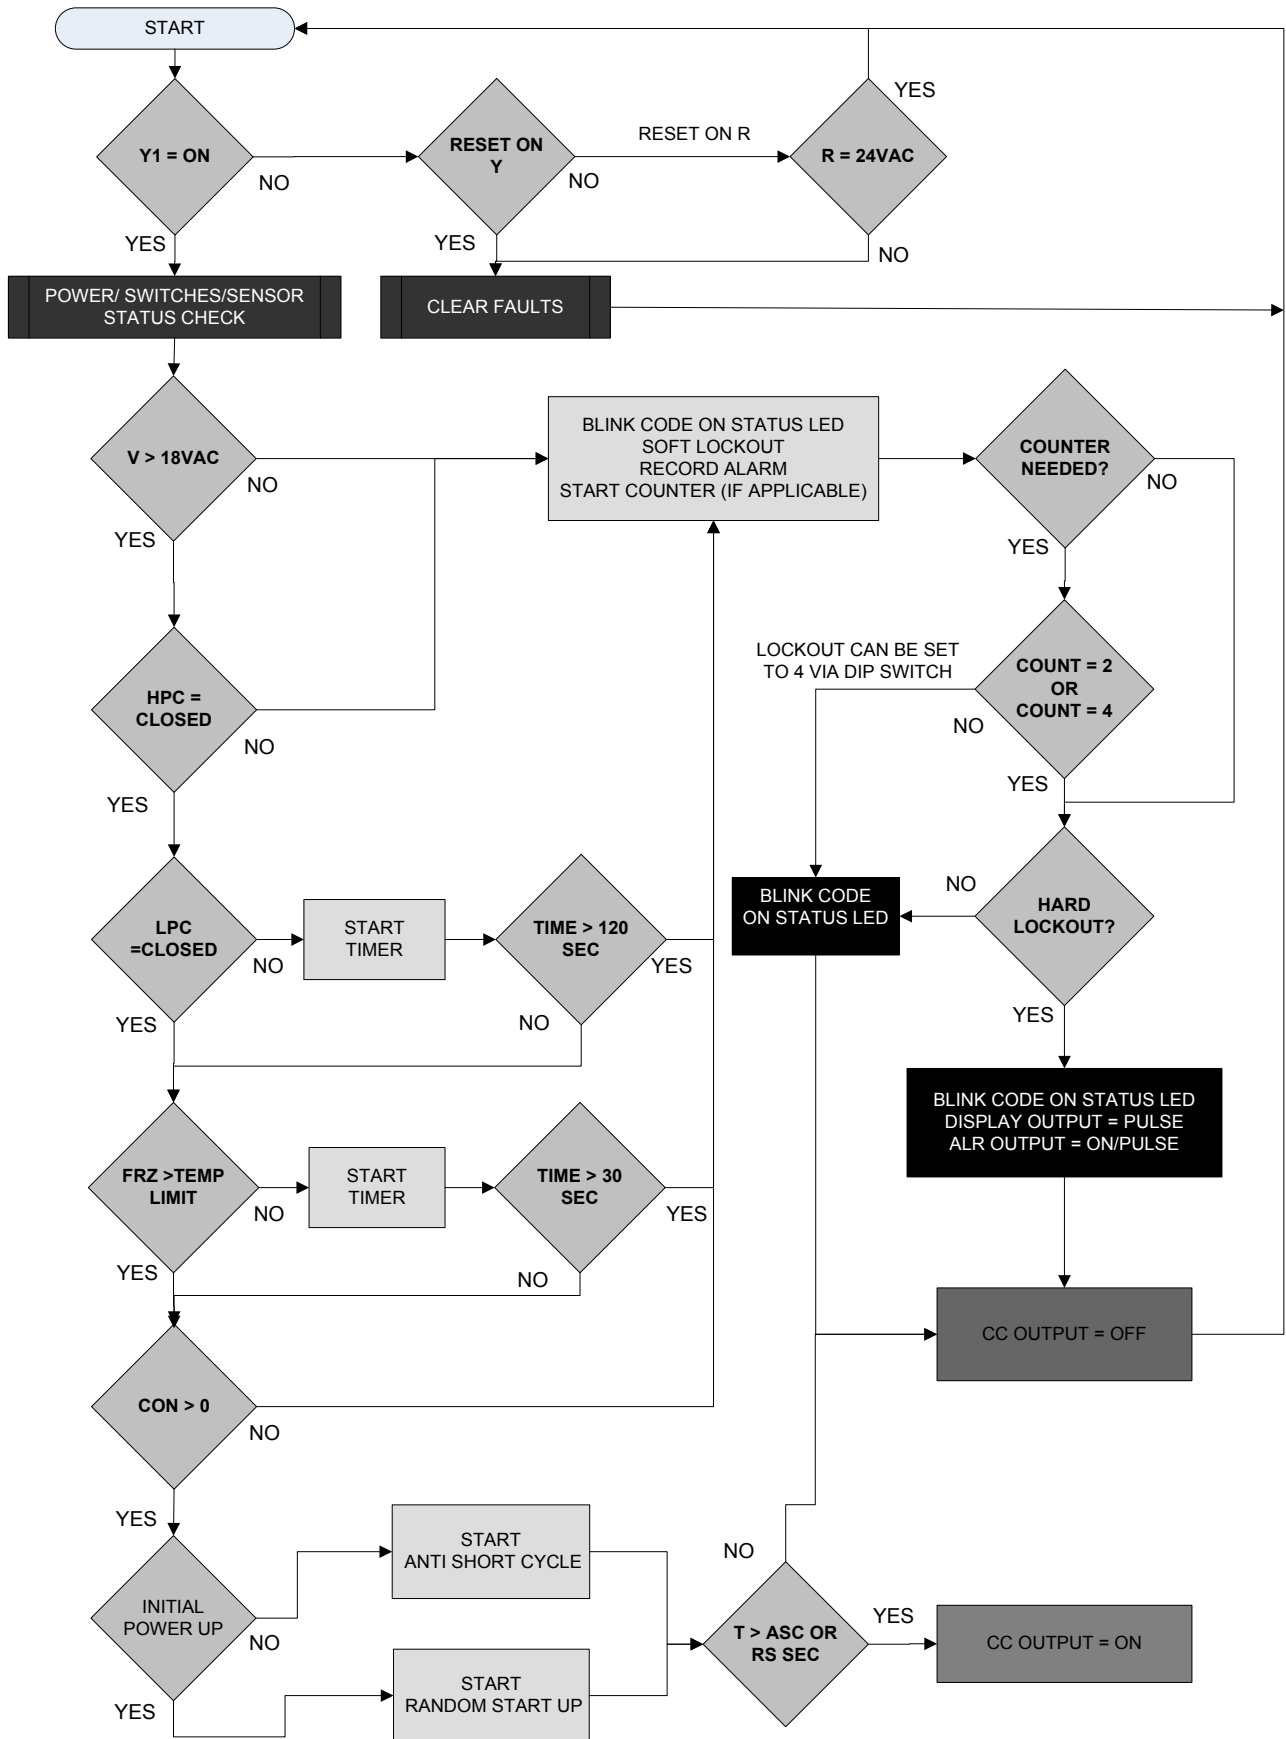 START
YES
Y1 = ON
NO
RESET ON
Y
NO
RESET ON R
R = 24VAC
YES
YES
NO
POWER/ SWITCHES/SENSOR
STATUS CHECK
CLEAR FAULTS
V > 18VAC
NO
YES
BLINK CODE ON STATUS LED
SOFT LOCKOUT
RECORD ALARM
START COUNTER (IF APPLICABLE)
COUNTER
NEEDED?
NO
YES
HPC =
CLOSED
NO
YES
LOCKOUT CAN BE SET
TO 4 VIA DIP SWITCH
COUNT = 2
OR
COUNT = 4
NO
YES
LPC
=CLOSED
NO
YES
START
TIMER
TIME > 120
SEC
YES
NO
BLINK CODE
ON STATUS LED
NO
HARD
LOCKOUT?
YES
FRZ >TEMP
LIMIT
NO
YES
START
TIMER
TIME > 30
SEC
YES
NO
BLINK CODE ON STATUS LED
DISPLAY OUTPUT = PULSE
ALR OUTPUT = ON/PULSE
CON > 0
NO
YES
CC OUTPUT = OFF
INITIAL
POWER UP
NO
YES
START
ANTI SHORT CYCLE
START
RANDOM START UP
NO
T > ASC OR
RS SEC
YES
CC OUTPUT = ON